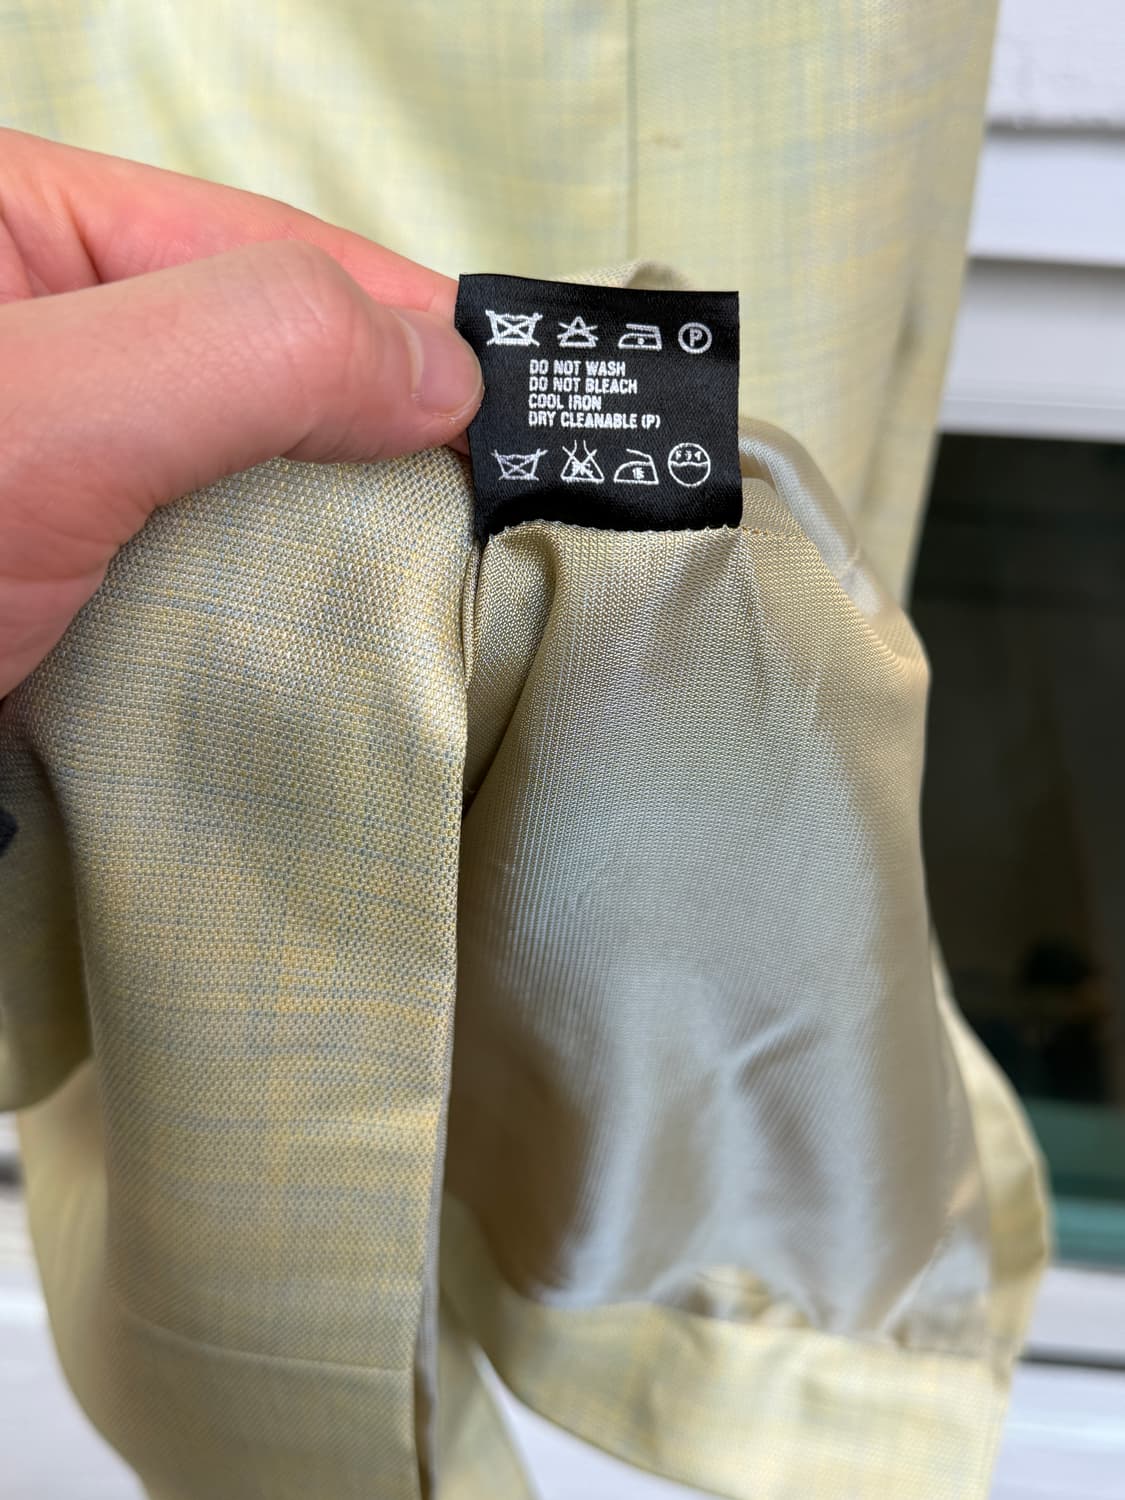 P
DO NOT WASH
DO NOT BLEACH
COOL IRON
DRY CLEANABLE (P)